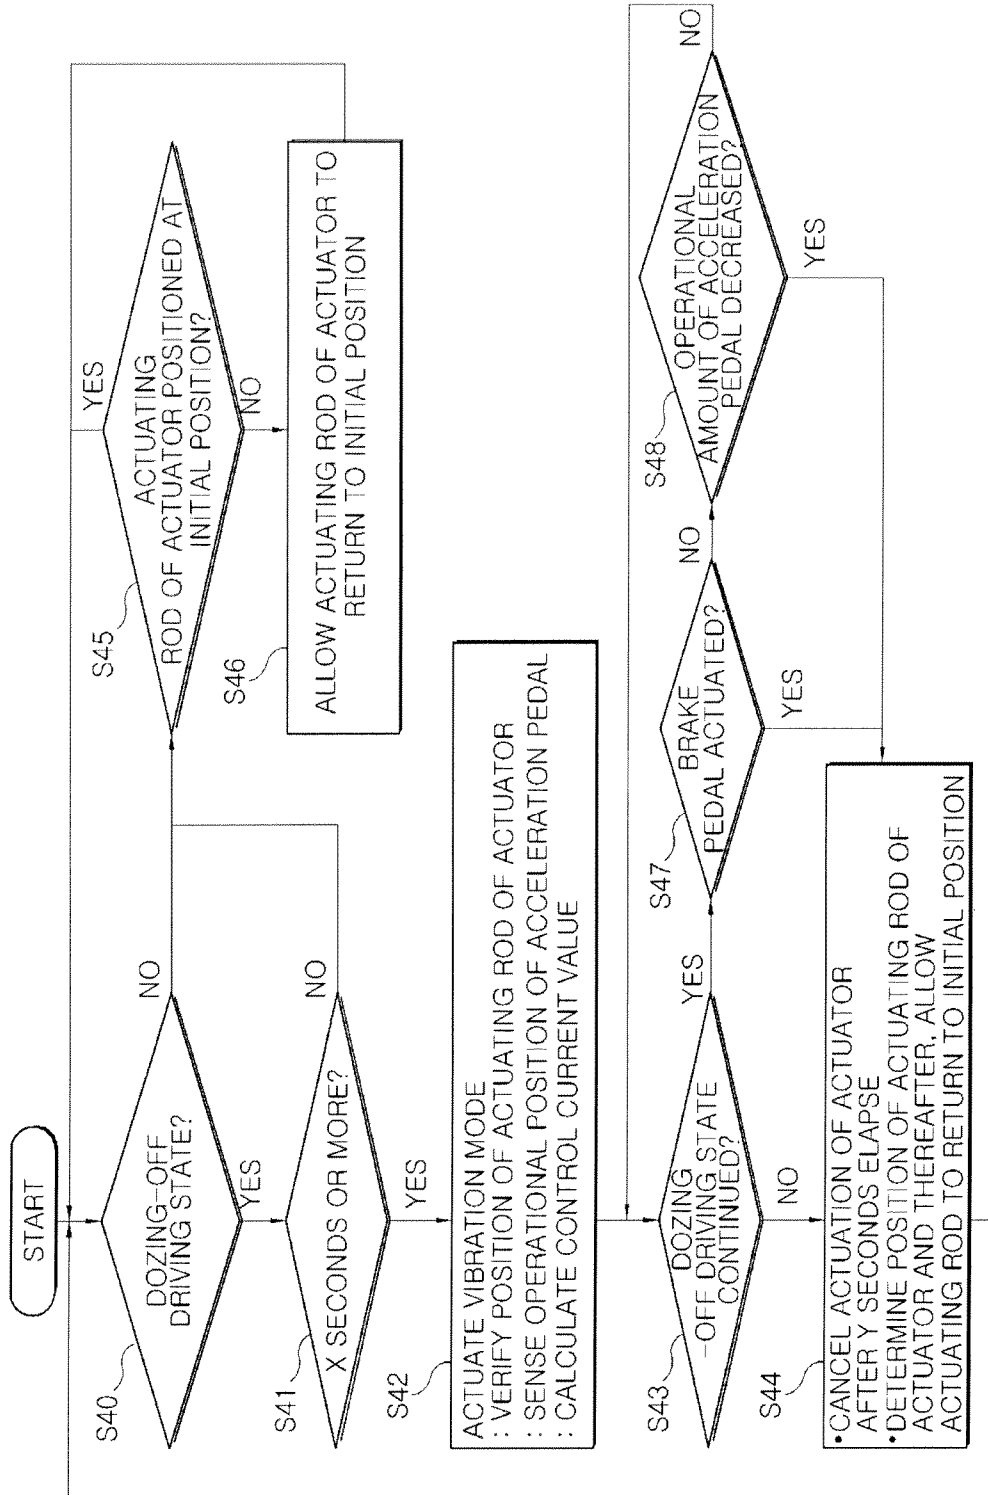 START
S40
DOZING-OFF
DRIVING STATE?
NO
YES
S41
X SECONDS OR MORE?
NO
YES
S42
ACTUATE VIBRATION MODE
: VERIFY POSITION OF ACTUATING ROD OF ACTUATOR
: SENSE OPERATIONAL POSITION OF ACCELERATION PEDAL
: CALCULATE CONTROL CURRENT VALUE
S43
DOZING
-OFF DRIVING STATE
CONTINUED?
YES
NO
S44
•CANCEL ACTUATION OF ACTUATOR
AFTER Y SECONDS ELAPSE
•DETERMINE POSITION OF ACTUATING ROD OF
ACTUATOR AND THEREAFTER, ALLOW
ACTUATING ROD TO RETURN TO INITIAL POSITION
S45
ACTUATING
ROD OF ACTUATOR POSITIONED AT
INITIAL POSITION?
YES
NO
S46
ALLOW ACTUATING ROD OF ACTUATOR TO
RETURN TO INITIAL POSITION
S47
BRAKE
PEDAL ACTUATED?
NO
YES
S48
OPERATIONAL
AMOUNT OF ACCELERATION
PEDAL DECREASED?
NO
YES